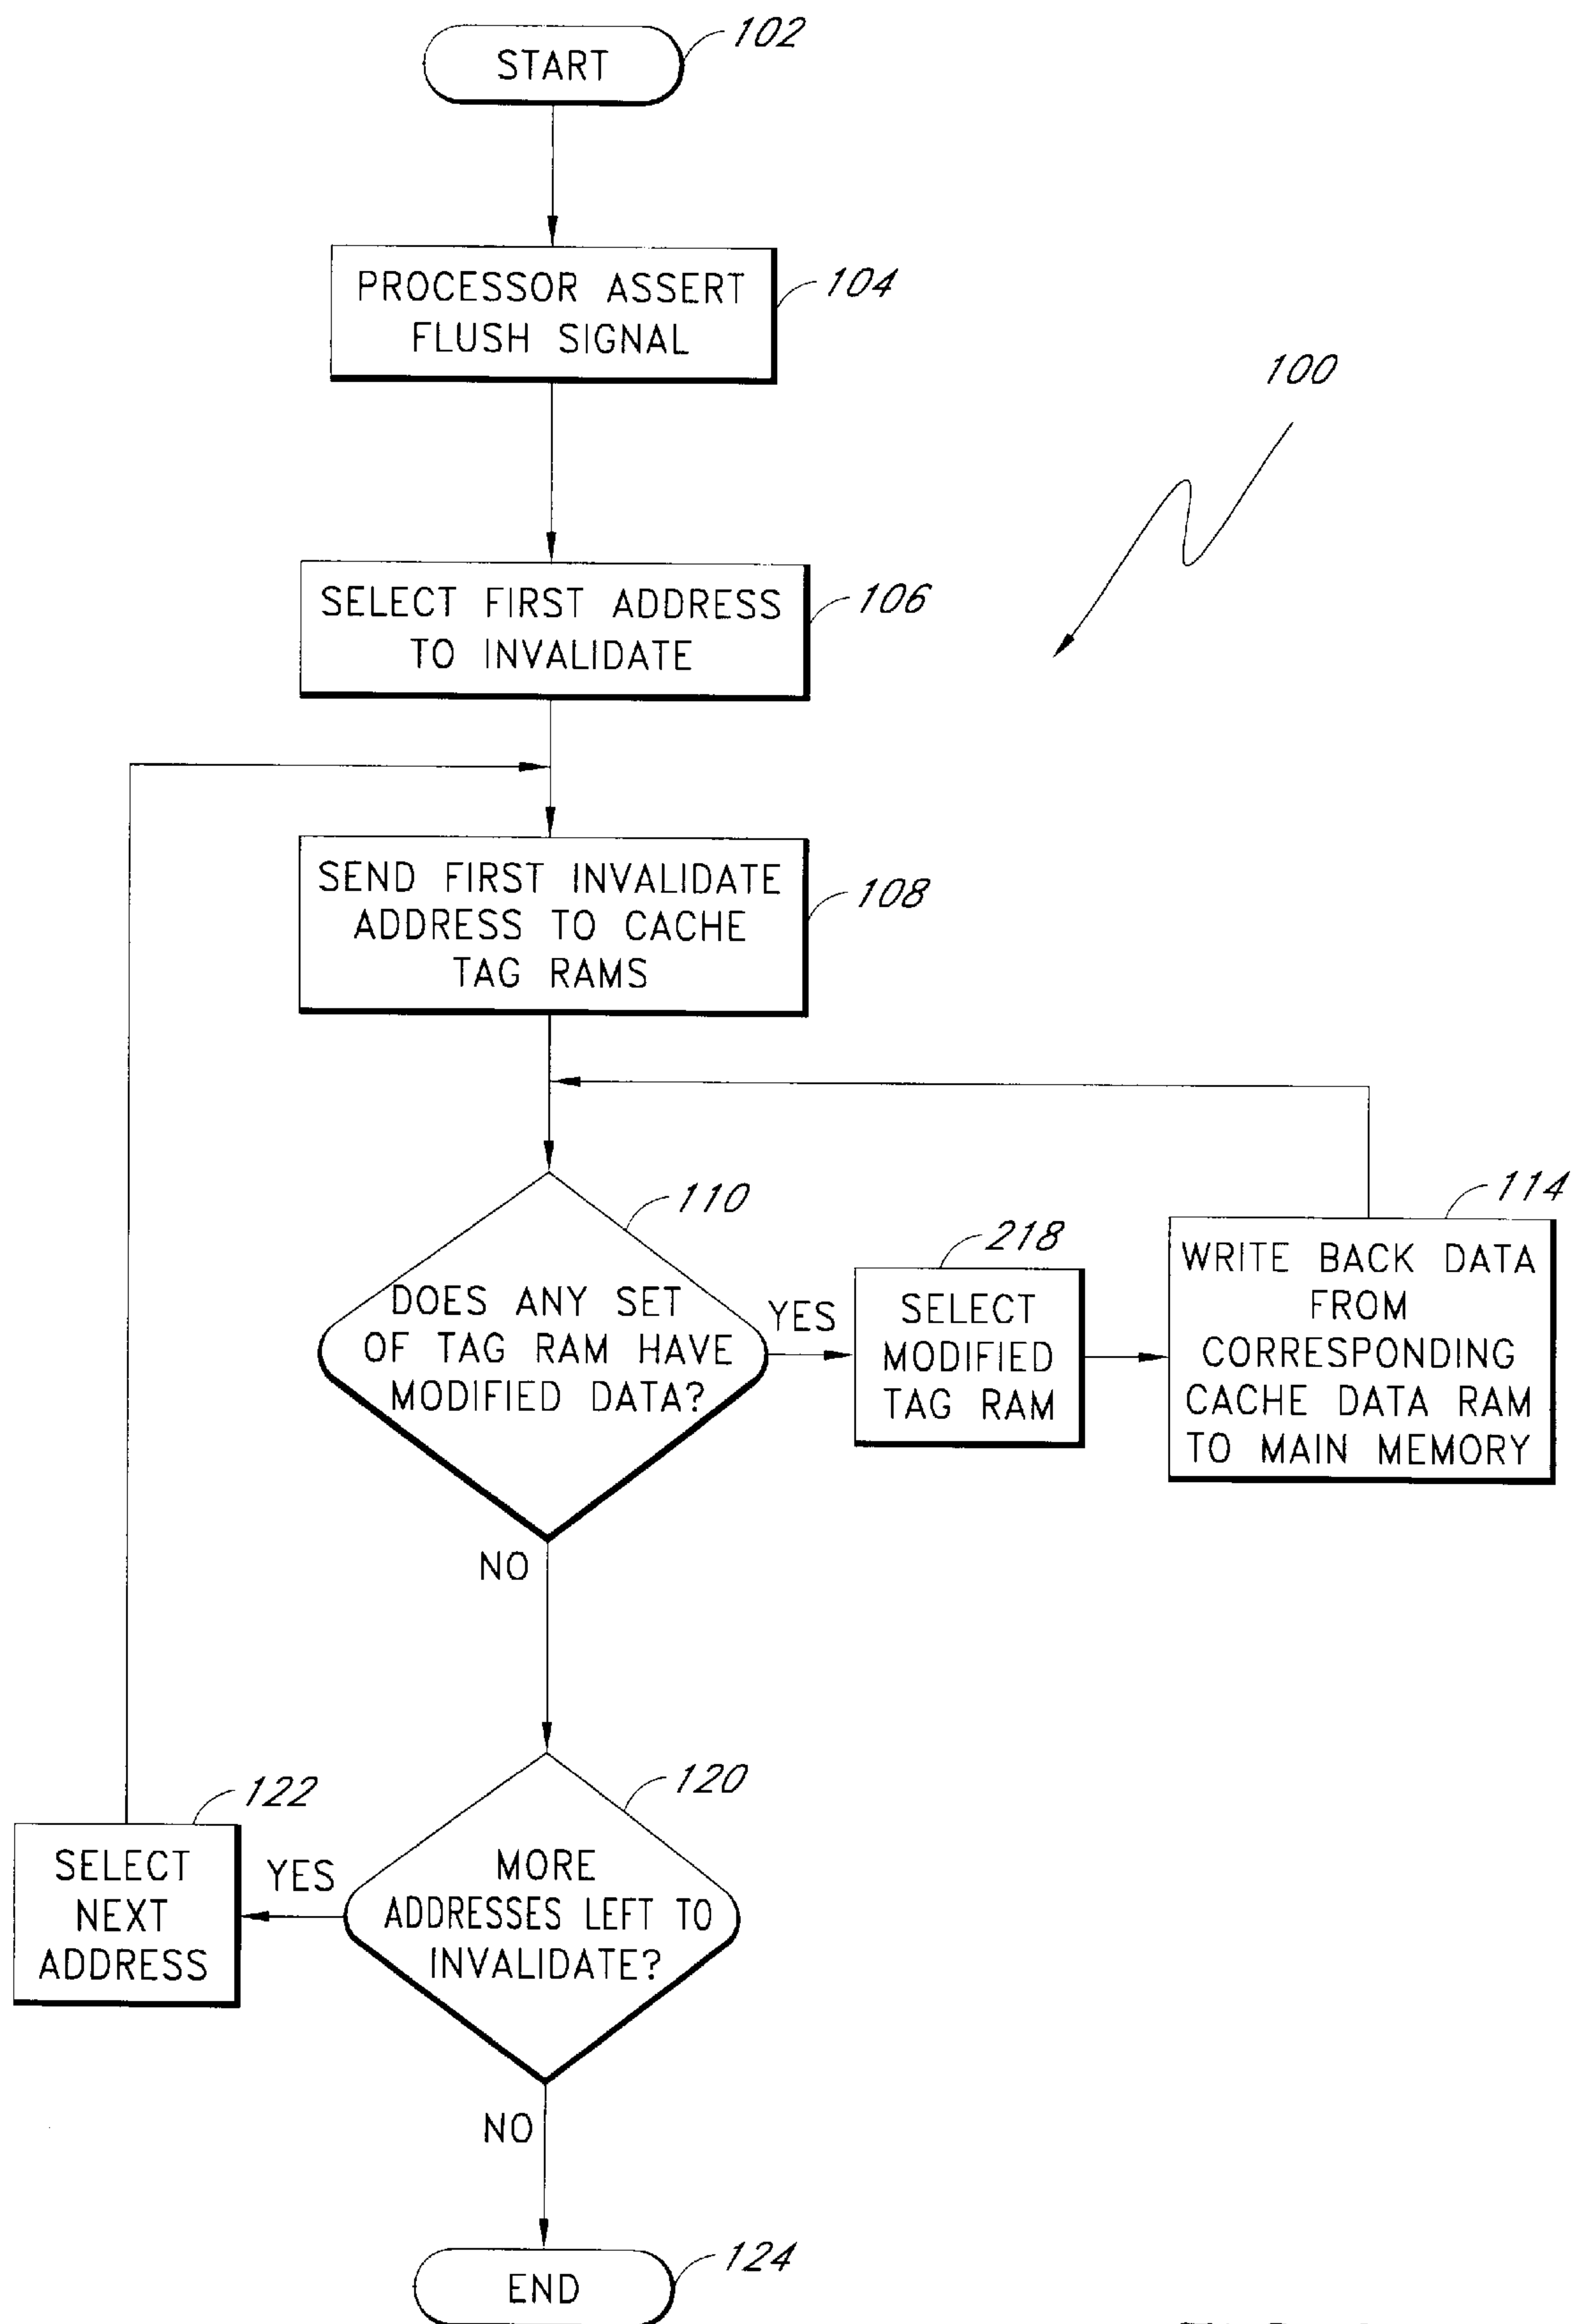 START
102
PROCESSOR ASSERT
FLUSH SIGNAL
104
100
SELECT FIRST ADDRESS
TO INVALIDATE
106
SEND FIRST INVALIDATE
ADDRESS TO CACHE
TAG RAMS
108
DOES ANY SET
OF TAG RAM HAVE
MODIFIED DATA?
110
YES
SELECT
MODIFIED
TAG RAM
218
WRITE BACK DATA
FROM
CORRESPONDING
CACHE DATA RAM
TO MAIN MEMORY
114
NO
MORE
ADDRESSES LEFT TO
INVALIDATE?
120
YES
SELECT
NEXT
ADDRESS
122
NO
END
124